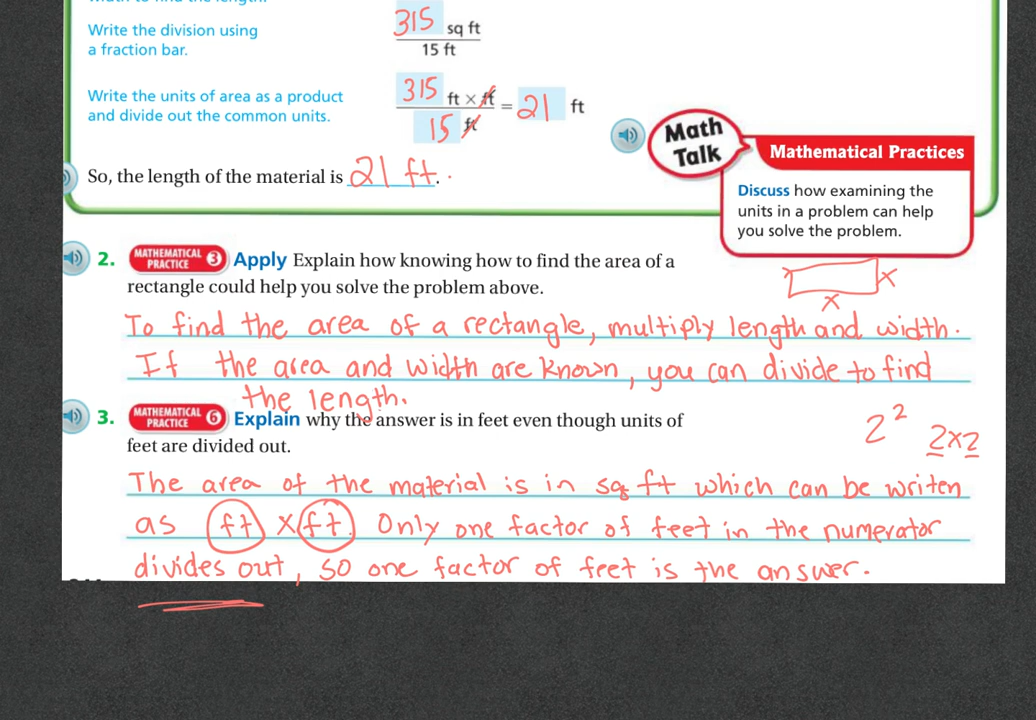 Write the division using
a fraction bar.
315 sq ft
15 ft
Write the units of area as a product
and divide out the common units.
315 ft × ft = 21 ft
15 ft
Math
Talk
Mathematical Practices
So, the length of the material is 21 ft.
Discuss how examining the
units in a problem can help
you solve the problem.
2. MATHEMATICAL PRACTICE 3 Apply Explain how knowing how to find the area of a
rectangle could help you solve the problem above.
x
x
To find the area of a rectangle, multiply length and width.
If the area and width are known, you can divide to find
the length.
3. MATHEMATICAL PRACTICE 6 Explain why the answer is in feet even though units of
feet are divided out.
2² 2×2
The area of the material is in sq ft which can be writen
as ft × ft. Only one factor of feet in the numerator
divides out, so one factor of feet is the answer.